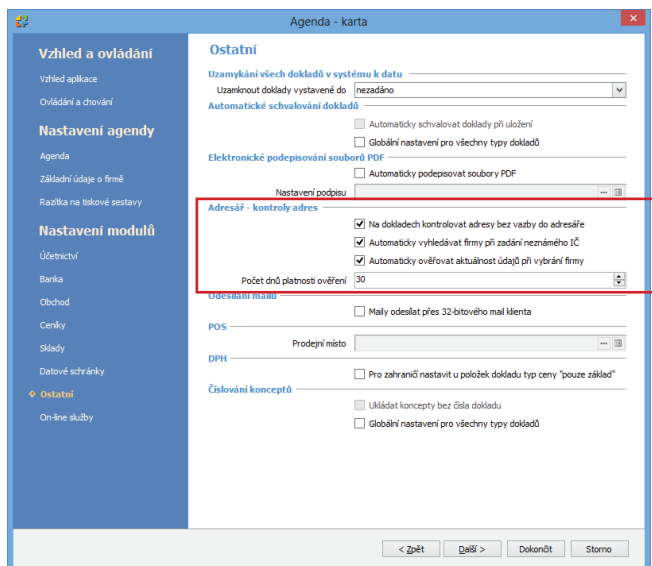 Agenda - karta
Vzhled a ovládání
Vzhled aplikace
Ovládání a chování
Nastavení agendy
Agenda
Základní údaje o firmě
Razítka na tiskové sestavy
Nastavení modulů
Účetnictví
Banka
Obchod
Ceníky
Sklady
Datové schránky
Ostatní
On-line služby
Ostatní
Uzamykání všech dokladů v systému k datu
Uzamknout doklady vystavené do nezadáno
Automatické schvalování dokladů
Automaticky schvalovat doklady při uložení
Globální nastavení pro všechny typy dokladů
Elektronické podepisování souborů PDF
Automaticky podepisovat soubory PDF
Nastavení podpisu
Adresář - kontroly adres
Na dokladech kontrolovat adresy bez vazby do adresáře
Automaticky vyhledávat firmy při zadání neznámého IČ
Automaticky ověřovat aktuálnost údajů při vybrání firmy
Počet dnů platnosti ověření 30
Odesílání mailů
Maily odesílat přes 32-bitového mail klienta
POS
Prodejní místo
DPH
Pro zahraničí nastavit u položek dokladu typ ceny "pouze základ"
Číslování konceptů
Ukládat koncepty bez čísla dokladu
Globální nastavení pro všechny typy dokladů
< Zpět Další > Dokončit Storno